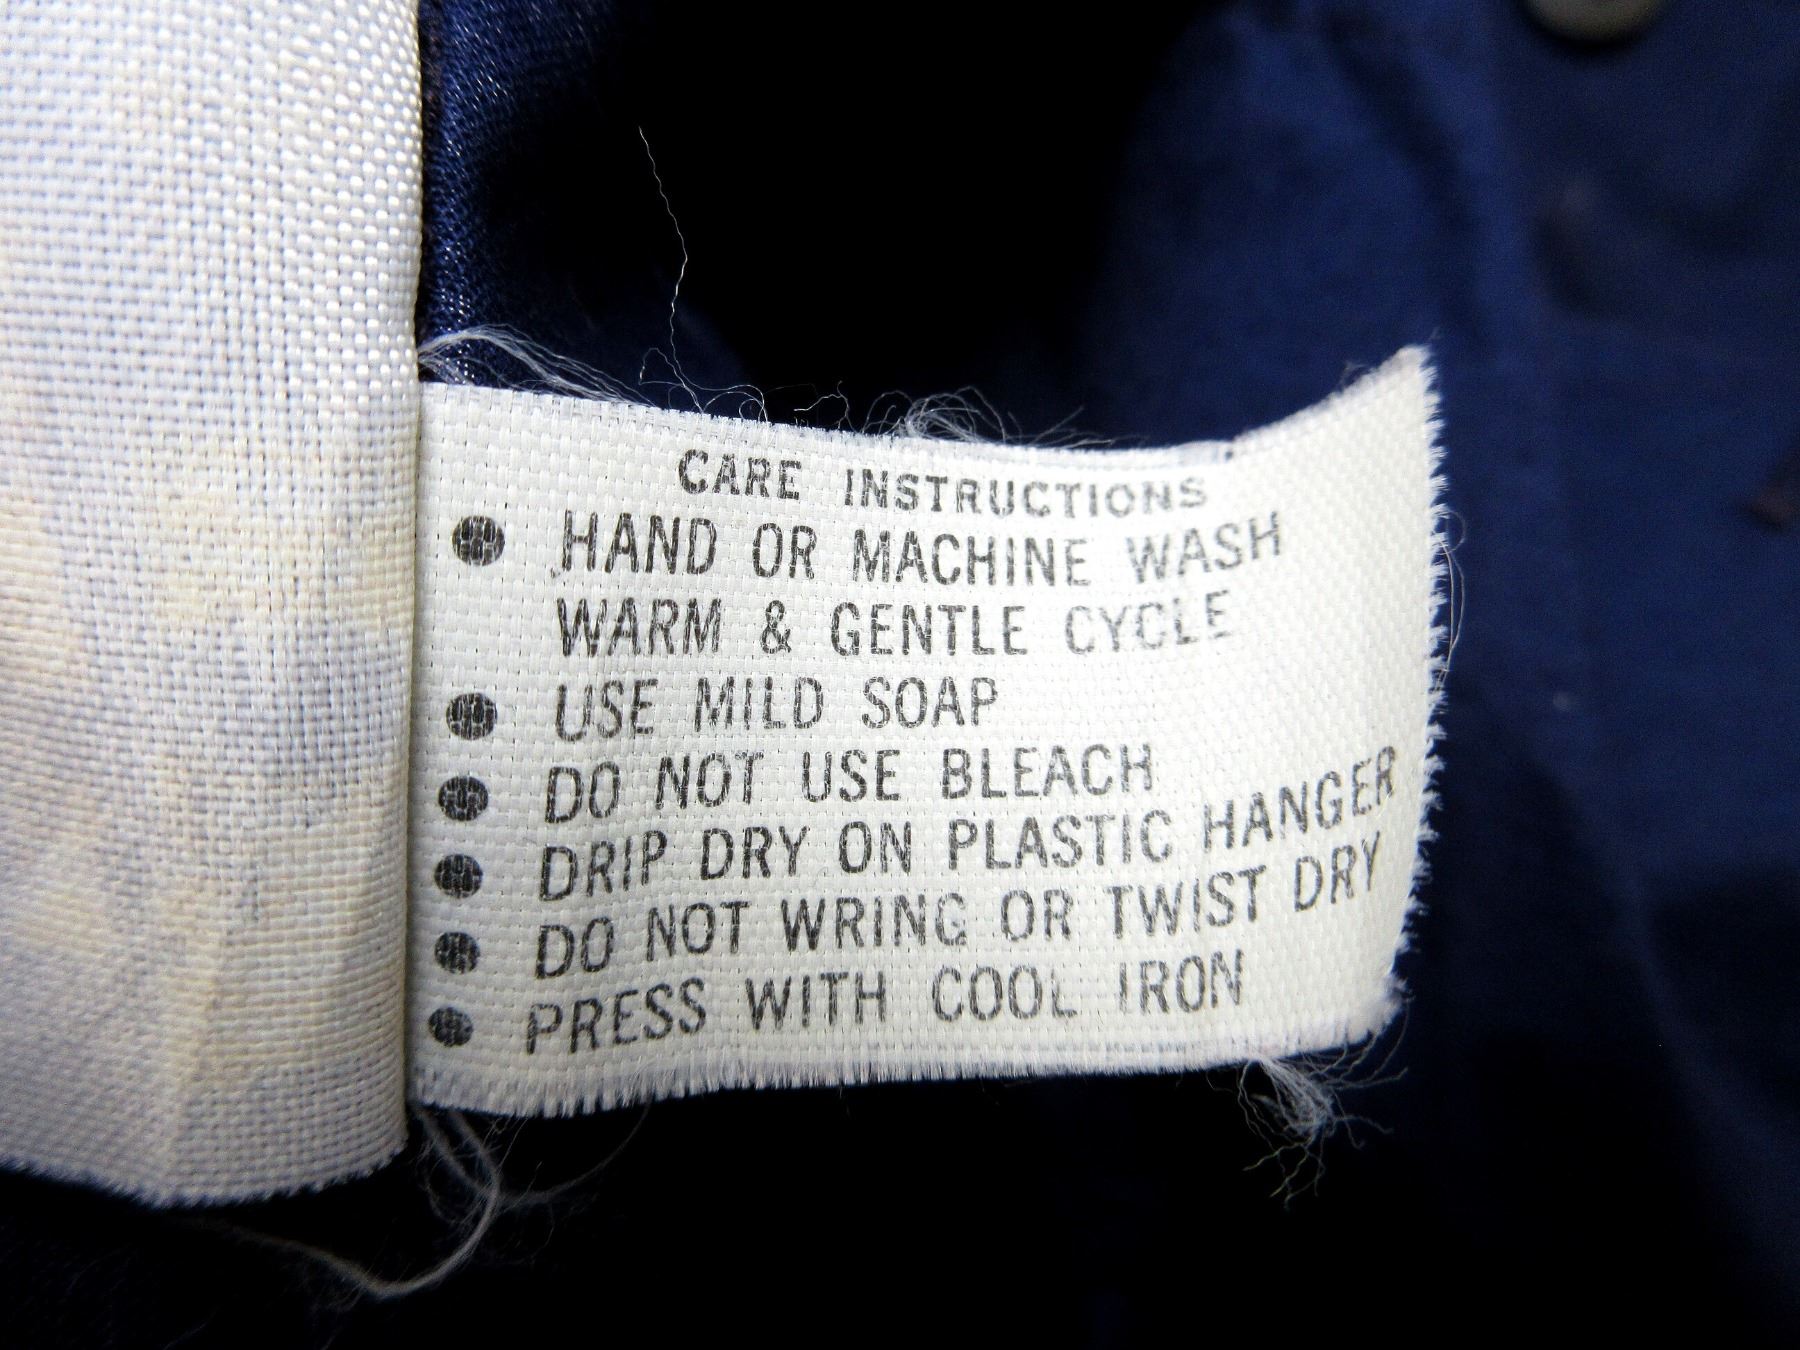 CARE INSTRUCTIONS
● HAND OR MACHINE WASH
WARM & GENTLE CYCLE
● USE MILD SOAP
● DO NOT USE BLEACH
● DRIP DRY ON PLASTIC HANGER
● DO NOT WRING OR TWIST DRY
● PRESS WITH COOL IRON